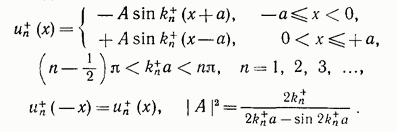 u_n^+ (x) = { − A sin k_n^+ (x+a), −a ⩽ x < 0,
+ A sin k_n^+ (x−a), 0 < x ⩽ +a,
(n − 1/2) π < k_n^+ a < nπ, n = 1, 2, 3, ...,
u_n^+ (−x) = u_n^+ (x), | A |² = 2k_n^+ / (2k_n^+ a − sin 2k_n^+ a) .